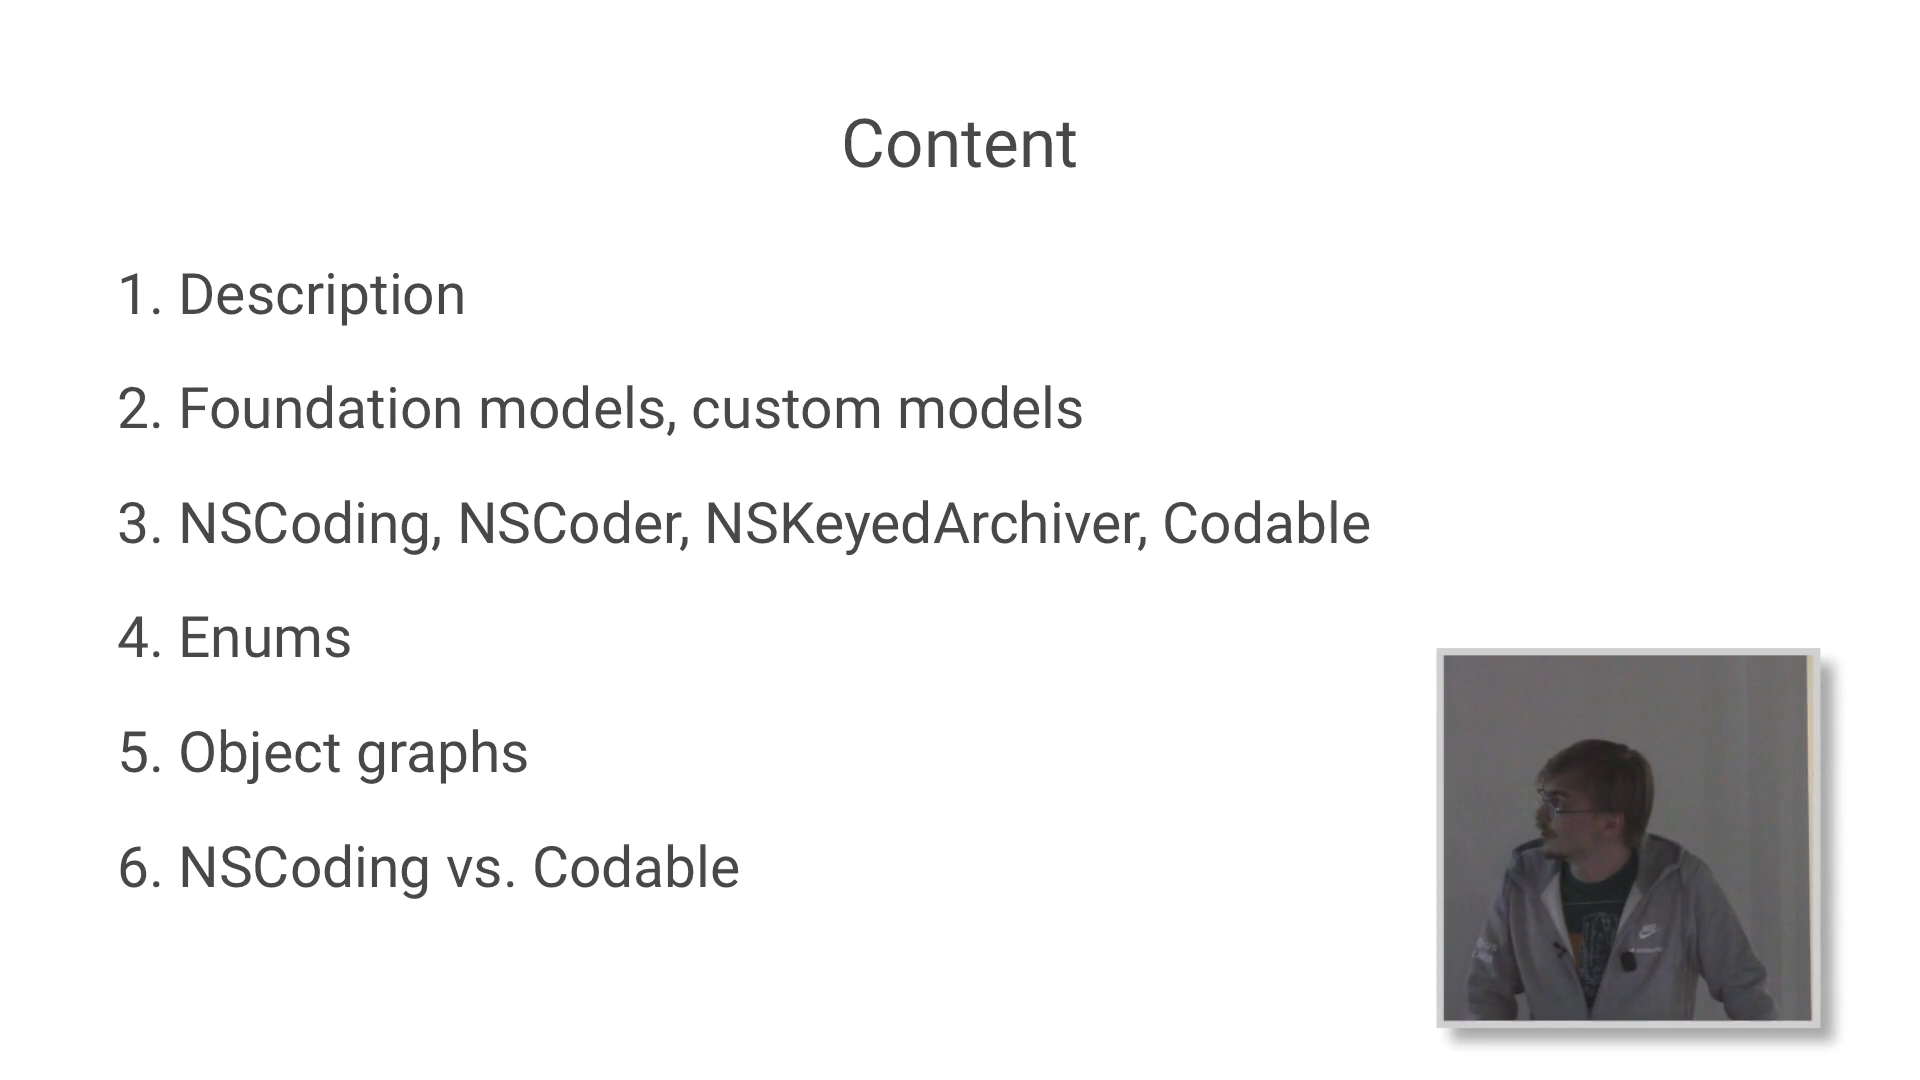 Content
1. Description
2. Foundation models, custom models
3. NSCoding, NSCoder, NSKeyedArchiver, Codable
4. Enums
5. Object graphs
6. NSCoding vs. Codable